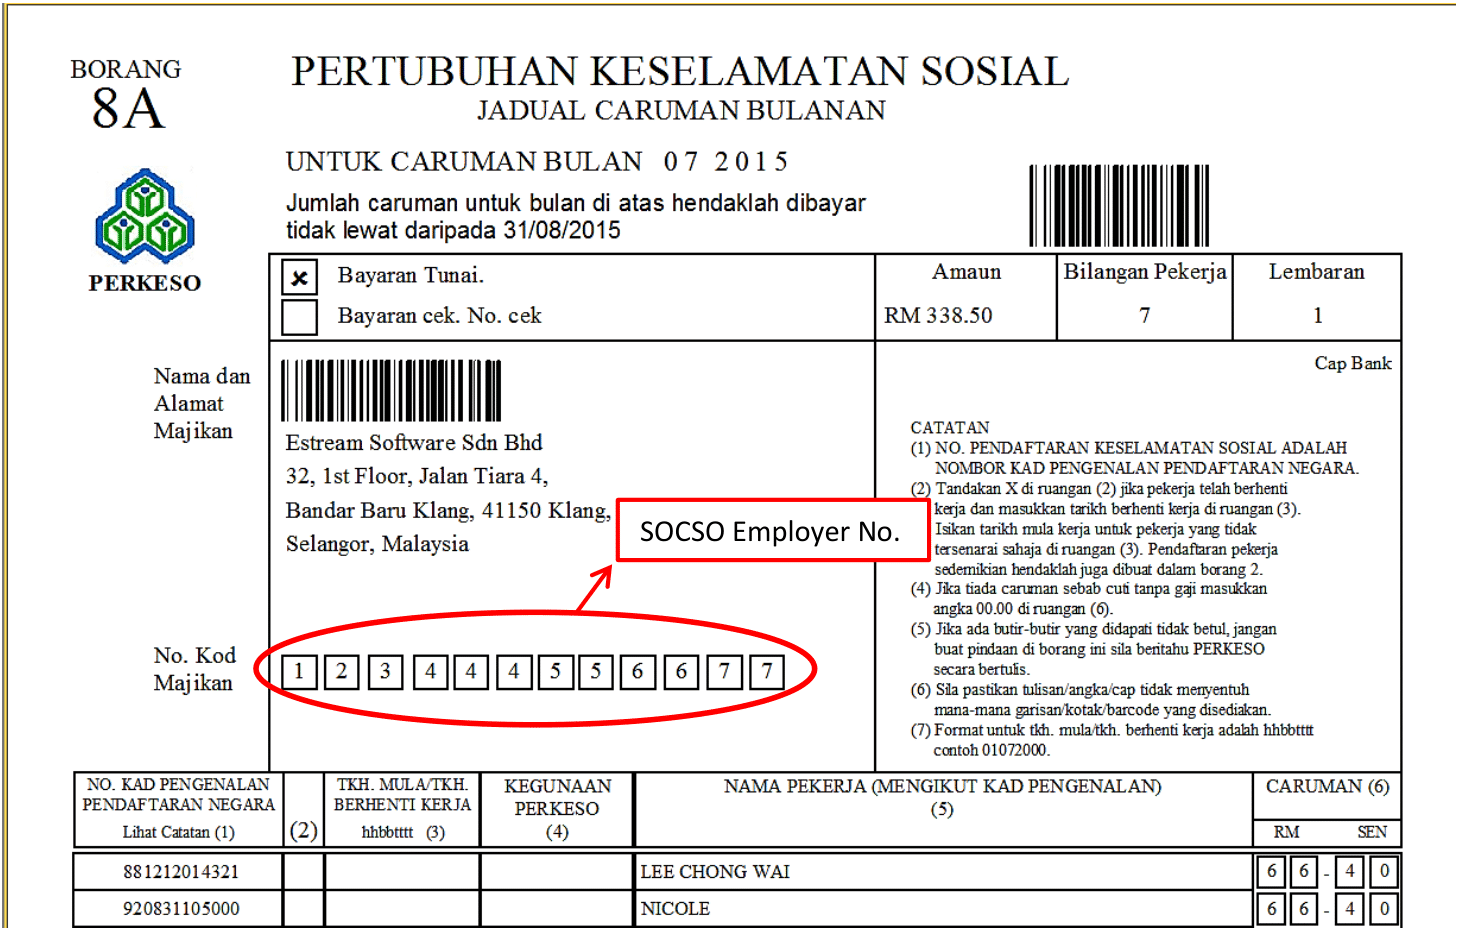 BORANG
8A
PERTUBUHAN KESELAMATAN SOSIAL
JADUAL CARUMAN BULANAN
UNTUK CARUMAN BULAN 07 2015
Jumlah caruman untuk bulan di atas hendaklah dibayar
tidak lewat daripada 31/08/2015
PERKESO
x Bayaran Tunai.
Bayaran cek. No. cek
Amaun
RM 338.50
Bilangan Pekerja
7
Lembaran
1
Nama dan
Alamat
Majikan
Estream Software Sdn Bhd
32, 1st Floor, Jalan Tiara 4,
Bandar Baru Klang, 41150 Klang,
Selangor, Malaysia
SOCSO Employer No.
No. Kod
Majikan
1 2 3 4 4 4 5 5 6 6 7 7
Cap Bank
CATATAN
(1) NO. PENDAFTARAN KESELAMATAN SOSIAL ADALAH
NOMBOR KAD PENGENALAN PENDAFTARAN NEGARA.
(2) Tandakan X di ruangan (2) jika pekerja telah berhenti
kerja dan masukkan tarikh berhenti kerja di ruangan (3).
Isikan tarikh mula kerja untuk pekerja yang tidak
tersenarai sahaja di ruangan (3). Pendaftaran pekerja
sedemikian hendaklah juga dibuat dalam borang 2.
(4) Jika tiada caruman sebab cuti tanpa gaji masukkan
angka 00.00 di ruangan (6).
(5) Jika ada butir-butir yang didapati tidak betul, jangan
buat pindaan di borang ini sila beritahu PERKESO
secara bertulis.
(6) Sila pastikan tulisan/angka/cap tidak menyentuh
mana-mana garisan/kotak/barcode yang disediakan.
(7) Format untuk tkh. mula/tkh. berhenti kerja adalah hhbbtttt
contoh 01072000.
NO. KAD PENGENALAN
PENDAFTARAN NEGARA
Lihat Catatan (1)
(2)
TKH. MULA/TKH.
BERHENTI KERJA
hhbbtttt (3)
KEGUNAAN
PERKESO
(4)
NAMA PEKERJA (MENGIKUT KAD PENGENALAN)
(5)
CARUMAN (6)
RM SEN
881212014321 LEE CHONG WAI 6 6 - 4 0
920831105000 NICOLE 6 6 - 4 0